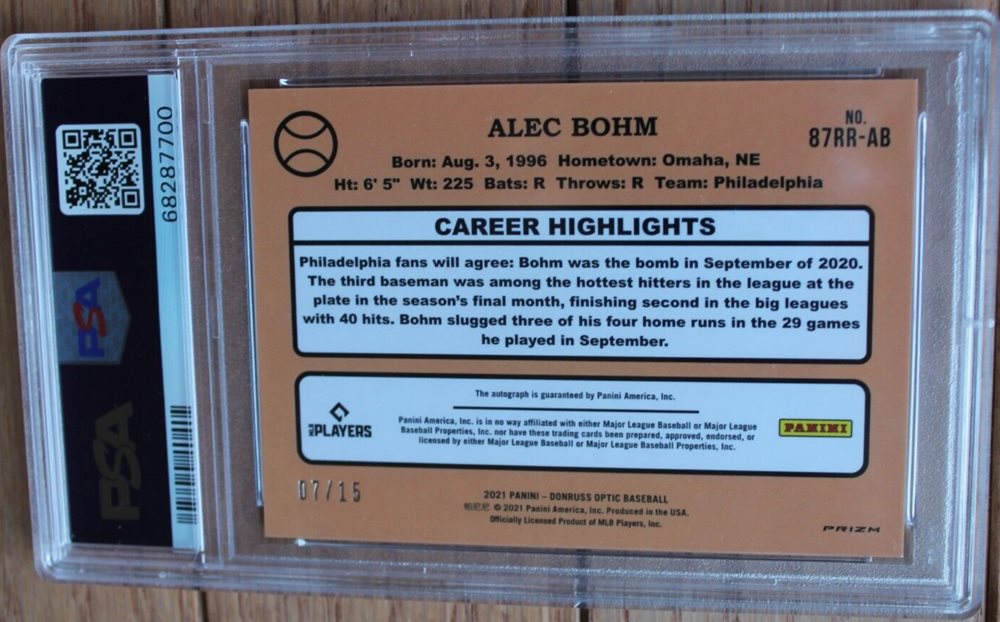 68287700
PSA
PSA
ALEC BOHM
NO.
87RR-AB
Born: Aug. 3, 1996 Hometown: Omaha, NE
Ht: 6' 5" Wt: 225 Bats: R Throws: R Team: Philadelphia
CAREER HIGHLIGHTS
Philadelphia fans will agree: Bohm was the bomb in September of 2020.
The third baseman was among the hottest hitters in the league at the
plate in the season's final month, finishing second in the big leagues
with 40 hits. Bohm slugged three of his four home runs in the 29 games
he played in September.
The autograph is guaranteed by Panini America, Inc.
MLB PLAYERS
Panini America, Inc. is in no way affiliated with either Major League Baseball or Major League
Baseball Properties, Inc. nor have these trading cards been prepared, approved, endorsed, or
licensed by either Major League Baseball or Major League Baseball Properties, Inc.
PANINI
07/15
2021 PANINI – DONRUSS OPTIC BASEBALL
帕尼尼 © 2021 Panini America, Inc. Produced in the USA.
Officially Licensed Product of MLB Players, Inc.
PRIZM